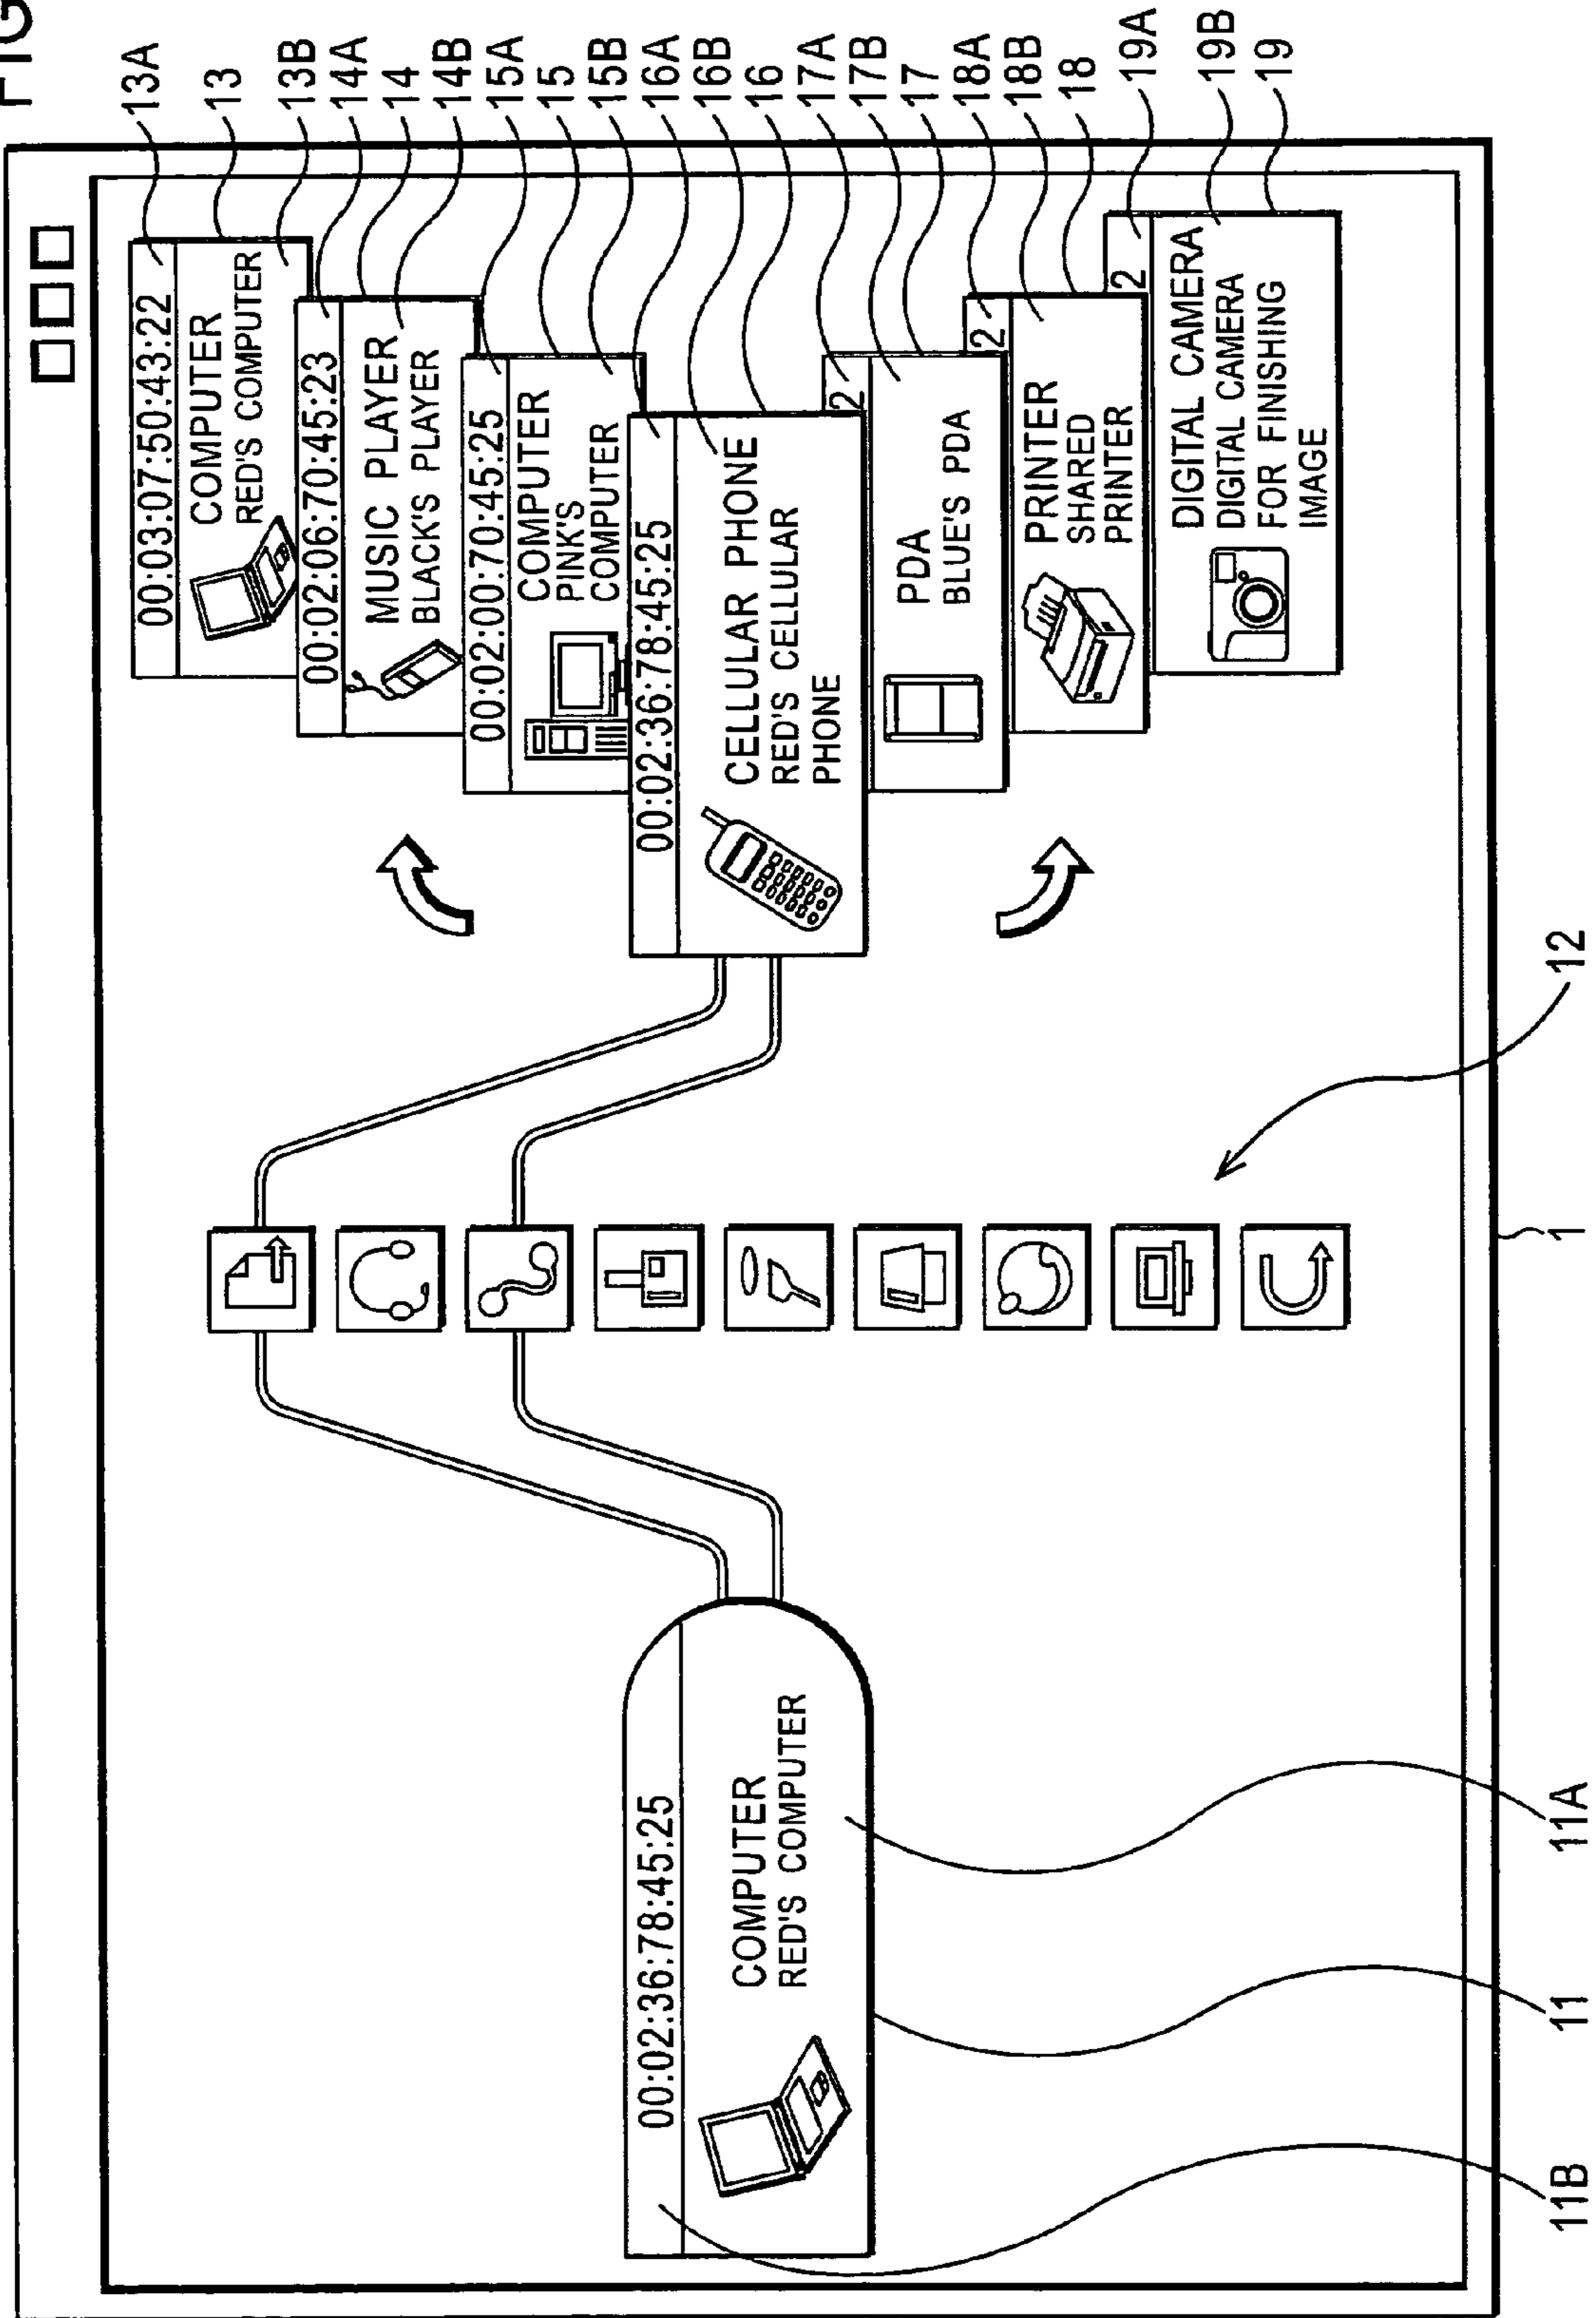 FIG
00:03:07:50:43:22
COMPUTER
RED'S COMPUTER
00:02:06:70:45:23
MUSIC PLAYER
BLACK'S PLAYER
00:02:00:70:45:25
COMPUTER
PINK'S
COMPUTER
00:02:36:78:45:25
CELLULAR PHONE
RED'S CELLULAR
PHONE
2
PDA
BLUE'S PDA
2
PRINTER
SHARED
PRINTER
2
DIGITAL CAMERA
DIGITAL CAMERA
FOR FINISHING
IMAGE
00:02:36:78:45:25
COMPUTER
RED'S COMPUTER
13A
13
13B
14A
14
14B
15A
15
15B
16A
16B
16
17A
17B
17
18A
18B
18
19A
19B
19
11B
11
11A
1
12